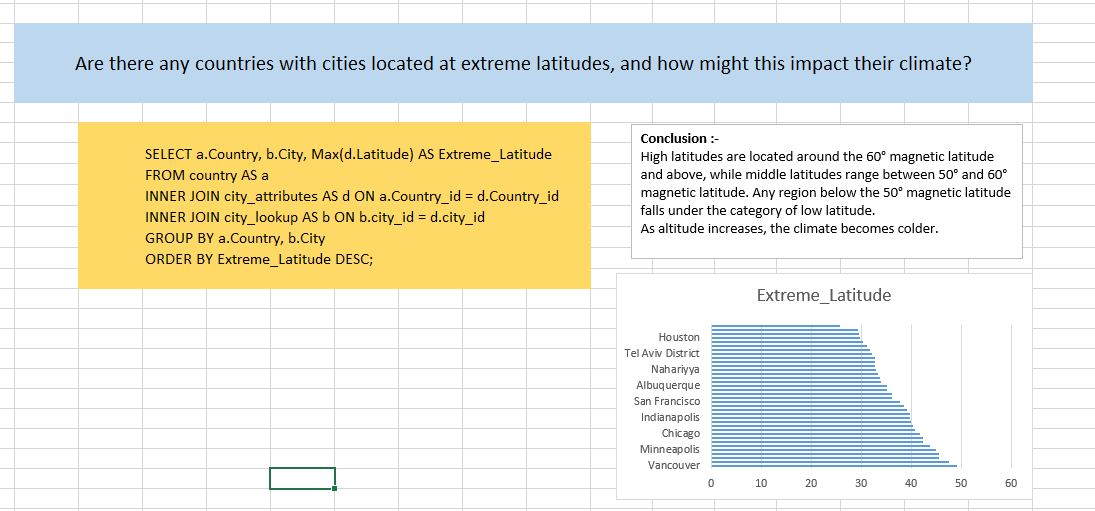 Are there any countries with cities located at extreme latitudes, and how might this impact their climate?
SELECT a.Country, b.City, Max(d.Latitude) AS Extreme_Latitude
FROM country AS a
INNER JOIN city_attributes AS d ON a.Country_id = d.Country_id
INNER JOIN city_lookup AS b ON b.city_id = d.city_id
GROUP BY a.Country, b.City
ORDER BY Extreme_Latitude DESC;
Conclusion :-
High latitudes are located around the 60° magnetic latitude
and above, while middle latitudes range between 50° and 60°
magnetic latitude. Any region below the 50° magnetic latitude
falls under the category of low latitude.
As altitude increases, the climate becomes colder.
Extreme_Latitude
Houston
Tel Aviv District
Nahariyya
Albuquerque
San Francisco
Indianapolis
Chicago
Minneapolis
Vancouver
0 10 20 30 40 50 60